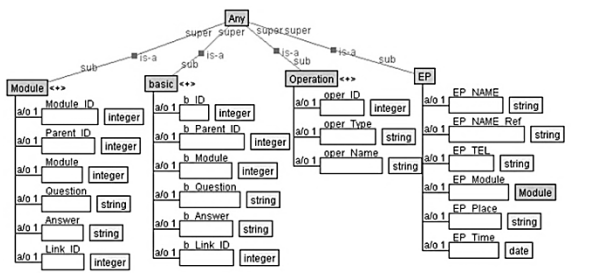 Any
super super super super
is-a is-a is-a is-a
sub sub sub sub
Module <+>
a/o 1 Module_ID integer
a/o 1 Parent_ID integer
a/o 1 Module integer
a/o 1 Question string
a/o 1 Answer string
a/o 1 Link_ID integer
basic <+>
a/o 1 b_ID integer
a/o 1 b_Parent_ID integer
a/o 1 b_Module integer
a/o 1 b_Question string
a/o 1 b_Answer string
a/o 1 b_Link_ID integer
Operation <+>
a/o 1 oper_ID integer
a/o 1 oper_Type string
a/o 1 oper_Name string
EP
a/o 1 EP_NAME string
a/o 1 EP_NAME_Ref string
a/o 1 EP_TEL string
a/o 1 EP_Module Module
a/o 1 EP_Place string
a/o 1 EP_Time date